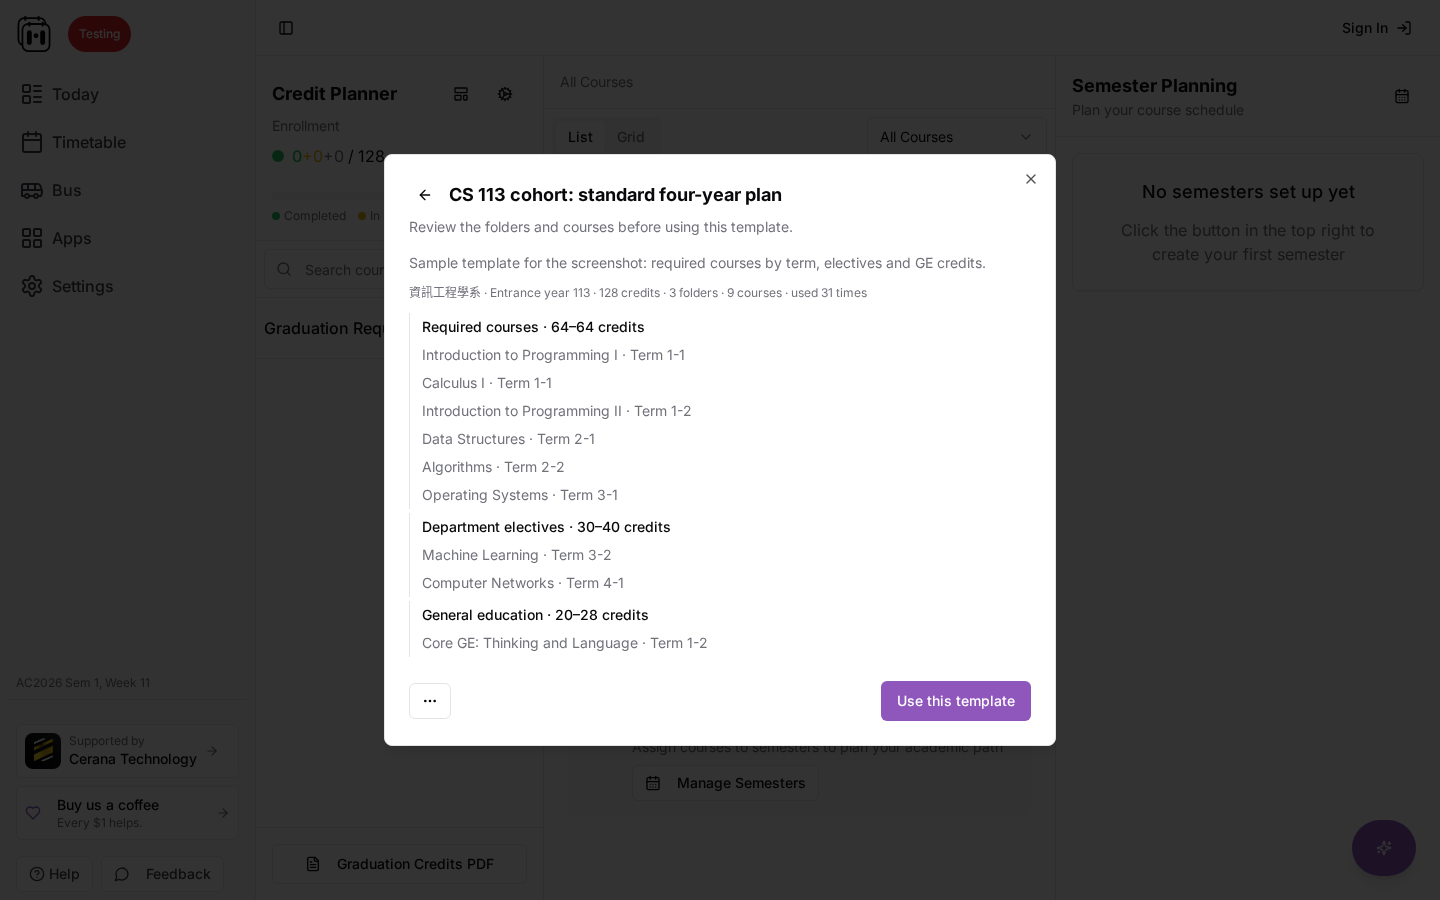 Testing
Today
Timetable
Bus
Apps
Settings
AC2026 Sem 1, Week 11
Supported by
Cerana Technology
Buy us a coffee
Every $1 helps.
Help
Feedback
Sign In
Credit Planner
Enrollment
0+0+0 / 128
Completed
In
Search cour
Graduation Requ
Graduation Credits PDF
All Courses
List
Grid
All Courses
Assign courses to semesters to plan your academic path
Manage Semesters
Semester Planning
Plan your course schedule
No semesters set up yet
Click the button in the top right to
create your first semester
CS 113 cohort: standard four-year plan
Review the folders and courses before using this template.
Sample template for the screenshot: required courses by term, electives and GE credits.
資訊工程學系 · Entrance year 113 · 128 credits · 3 folders · 9 courses · used 31 times
Required courses · 64–64 credits
Introduction to Programming I · Term 1-1
Calculus I · Term 1-1
Introduction to Programming II · Term 1-2
Data Structures · Term 2-1
Algorithms · Term 2-2
Operating Systems · Term 3-1
Department electives · 30–40 credits
Machine Learning · Term 3-2
Computer Networks · Term 4-1
General education · 20–28 credits
Core GE: Thinking and Language · Term 1-2
Use this template